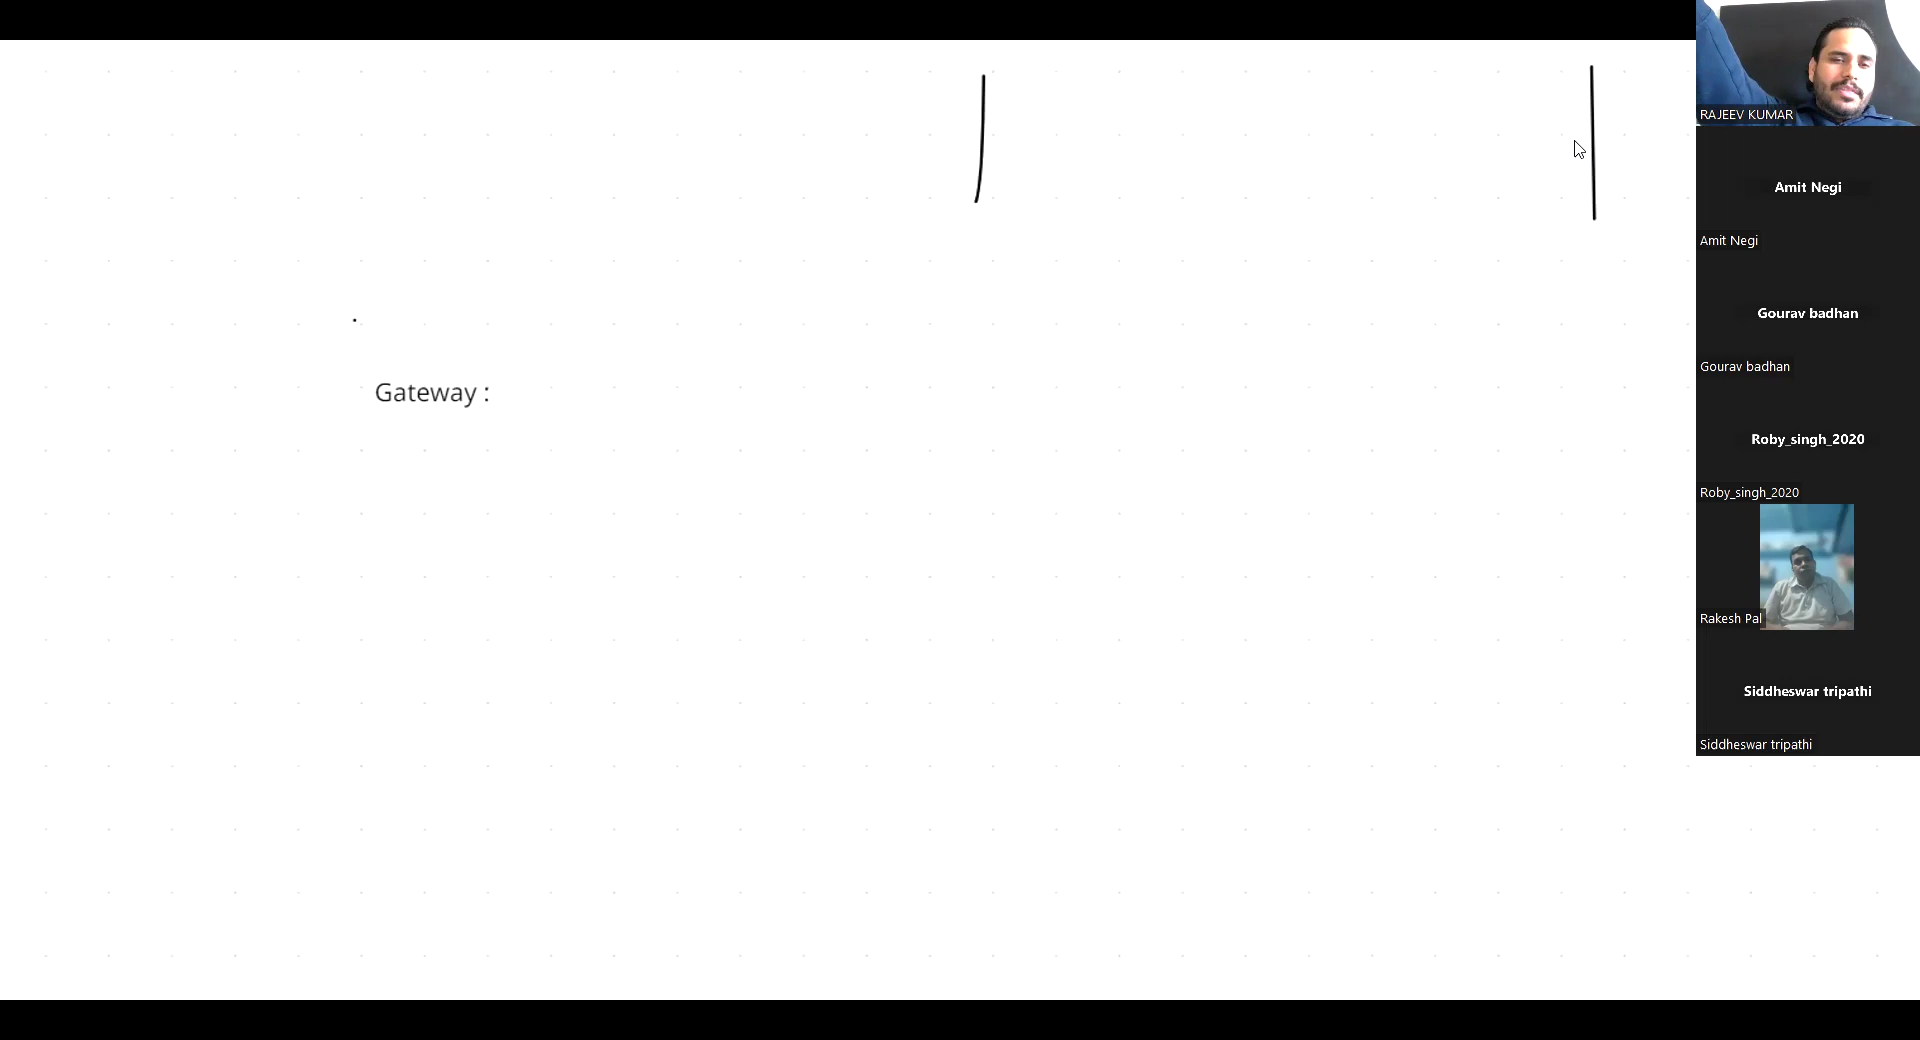 RAJEEV KUMAR
Amit Negi
Amit Negi
Gourav badhan
Gourav badhan
Gateway :
Roby_singh_2020
Roby_singh_2020
Rakesh Pal
Siddheswar tripathi
Siddheswar tripathi